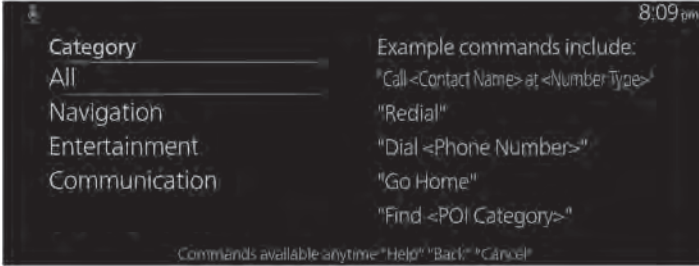 8:09 pm
Category
All
Navigation
Entertainment
Communication
Example commands include:
"Call <Contact Name> at <Number Type>"
"Redial"
"Dial <Phone Number>"
"Go Home"
"Find <POI Category>"
Commands available anytime "Help" "Back" "Cancel"